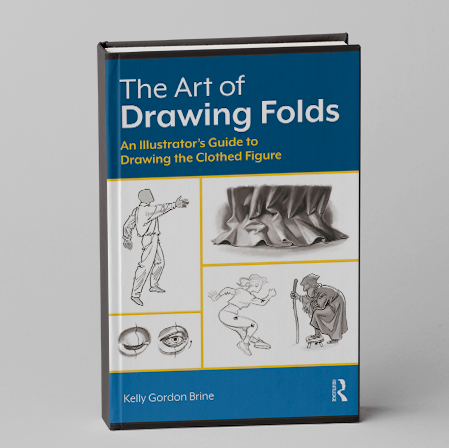 The Art of
Drawing Folds
An Illustrator's Guide to
Drawing the Clothed Figure
Kelly Gordon Brine
R